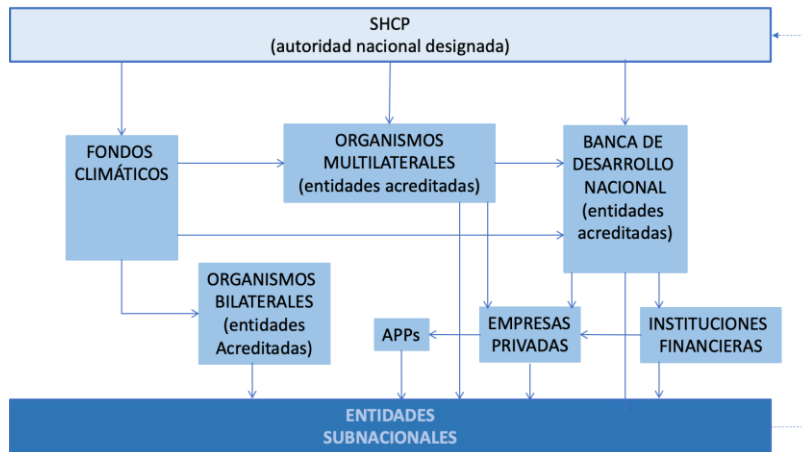 SHCP
(autoridad nacional designada)
FONDOS
CLIMÁTICOS
ORGANISMOS
MULTILATERALES
(entidades acreditadas)
BANCA DE
DESARROLLO
NACIONAL
(entidades
acreditadas)
ORGANISMOS
BILATERALES
(entidades
Acreditadas)
APPs
EMPRESAS
PRIVADAS
INSTITUCIONES
FINANCIERAS
ENTIDADES
SUBNACIONALES